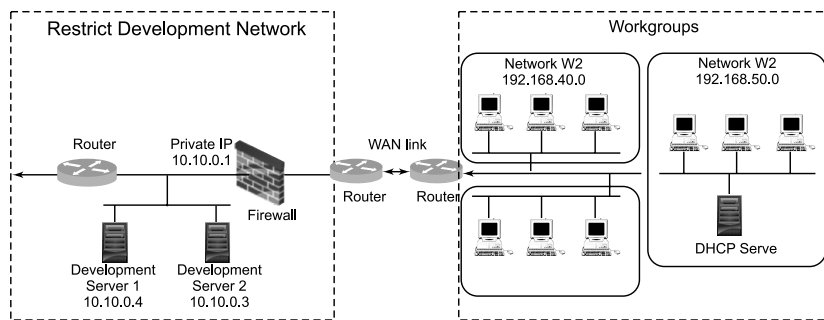 Restrict Development Network
Router
Private IP
10.10.0.1
Firewall
Development
Server 1
10.10.0.4
Development
Server 2
10.10.0.3
WAN link
Router
Router
Workgroups
Network W2
192.168.40.0
Network W2
192.168.50.0
DHCP Serve